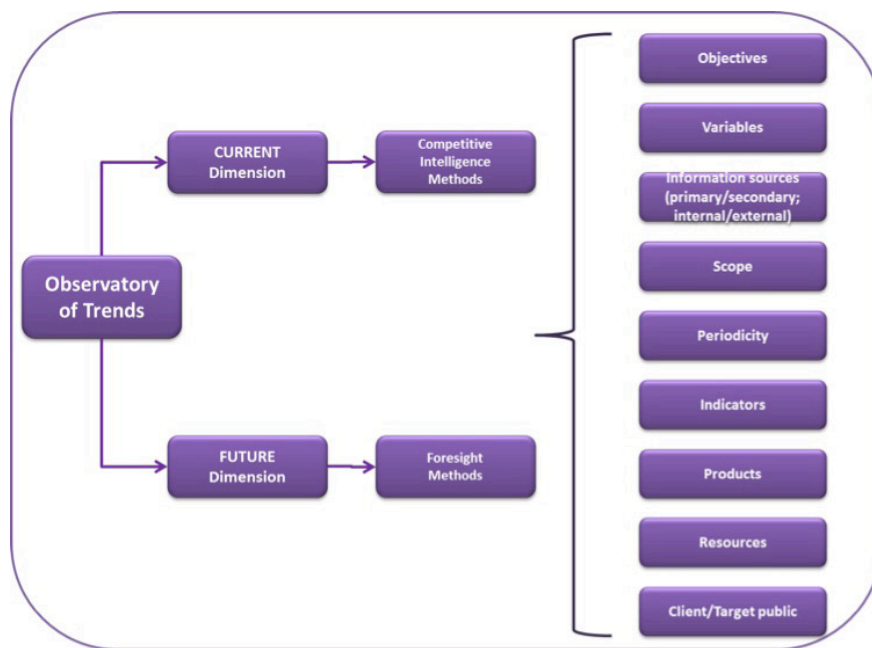 Observatory
of Trends
CURRENT
Dimension
Competitive
Intelligence
Methods
FUTURE
Dimension
Foresight
Methods
Objectives
Variables
Information sources
(primary/secondary;
internal/external)
Scope
Periodicity
Indicators
Products
Resources
Client/Target public